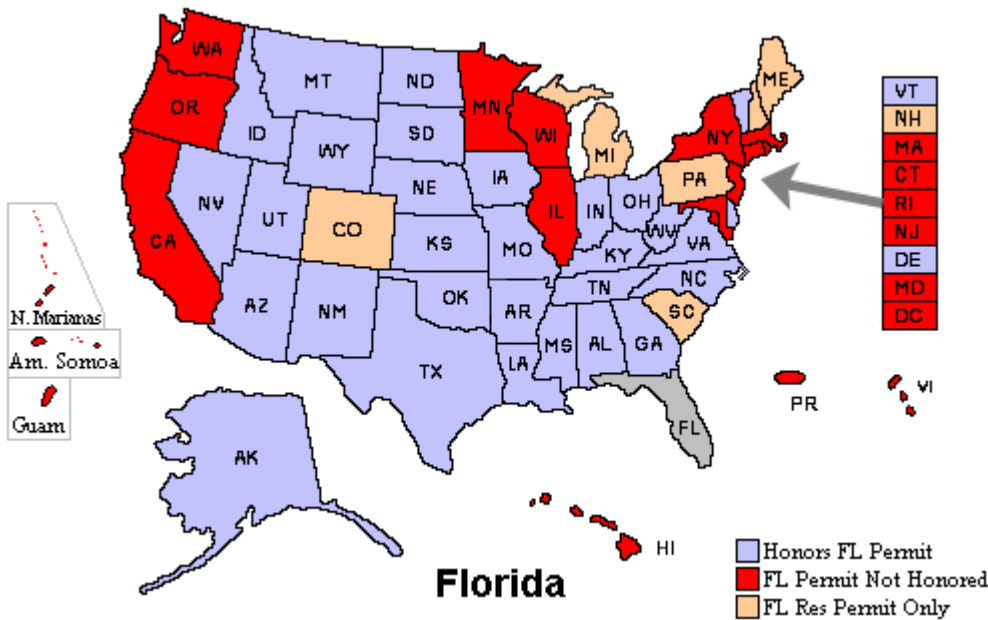 WA
MT
ND
MN
ME
OR
ID
SD
WI
NY
WY
MI
IA
PA
NE
NV
UT
CO
IL
IN
OH
WV
CA
KS
MO
KY
VA
TN
NC
AZ
NM
OK
AR
SC
TX
LA
MS
AL
GA
FL
AK
HI
VT
NH
MA
CT
RI
NJ
DE
MD
DC
N. Marianas
Am. Somoa
Guam
PR
VI
Florida
Honors FL Permit
FL Permit Not Honored
FL Res Permit Only